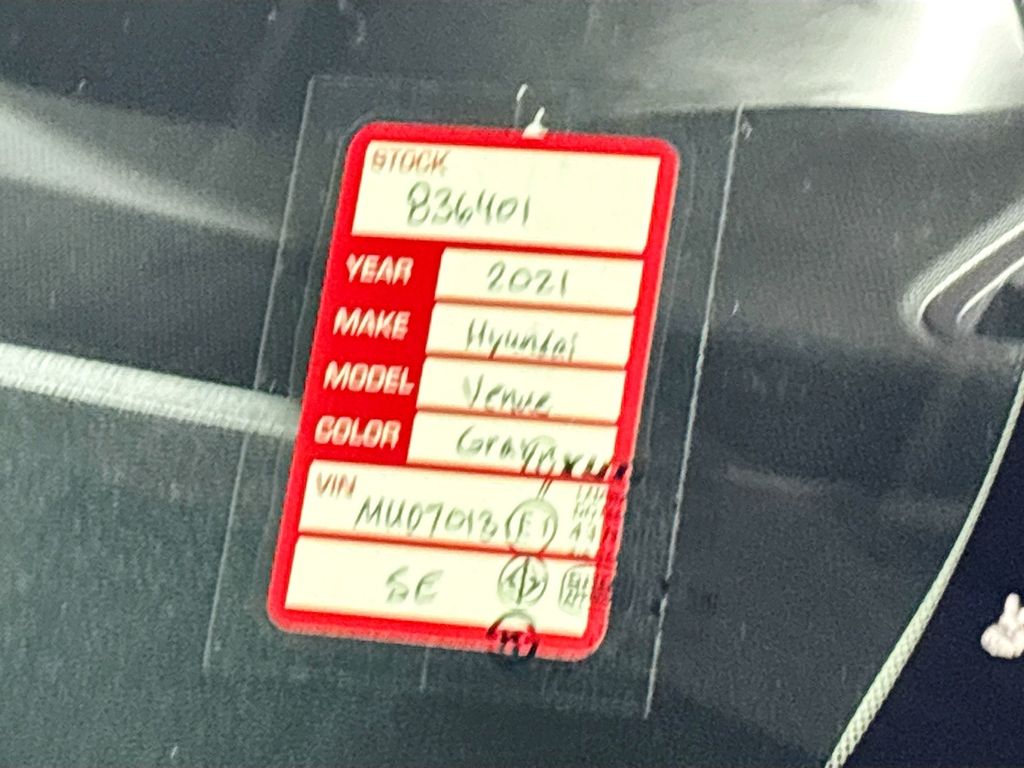 STOCK
836401
YEAR 2021
MAKE Hyundai
MODEL Venue
COLOR Gray
VIN
MU07013
SE